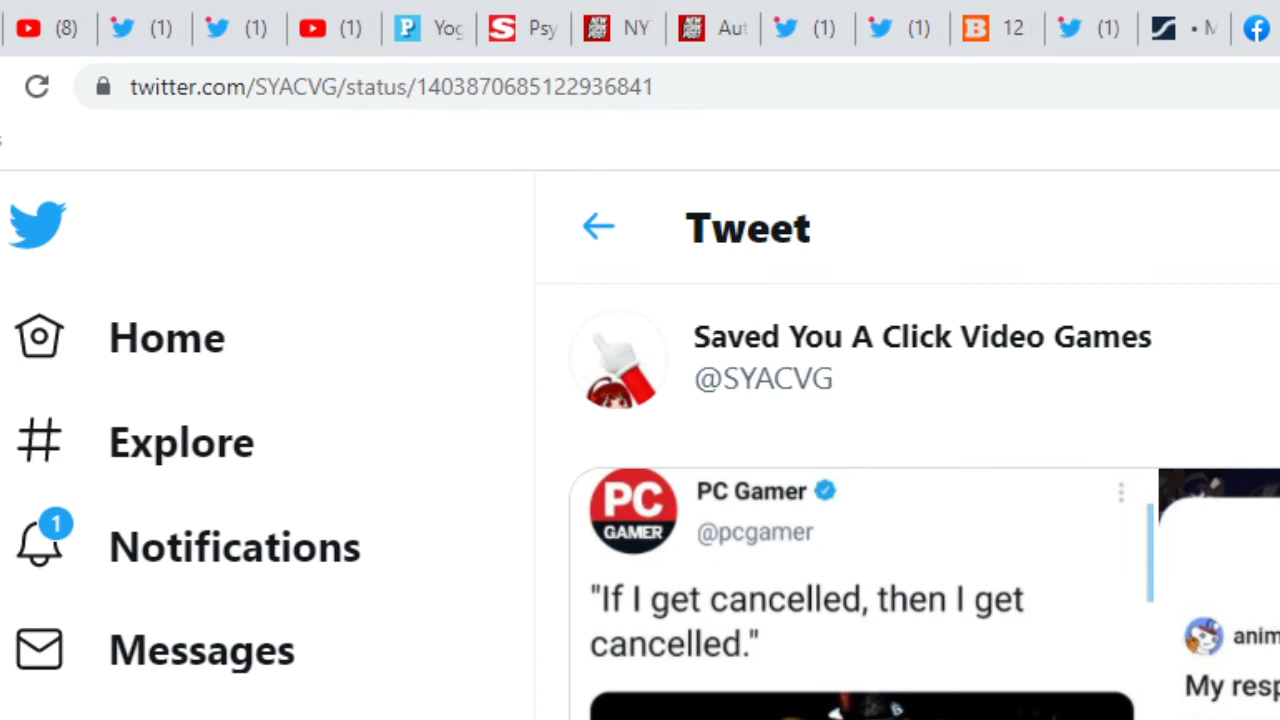 (8) (1) (1) (1) Yog Psy NY Aut (1) (1) 12 (1) • M
twitter.com/SYACVG/status/1403870685122936841
Tweet
Home
Explore
1
Notifications
Messages
Saved You A Click Video Games
@SYACVG
PC GAMER
PC Gamer
@pcgamer
"If I get cancelled, then I get
cancelled."
anim
My resp